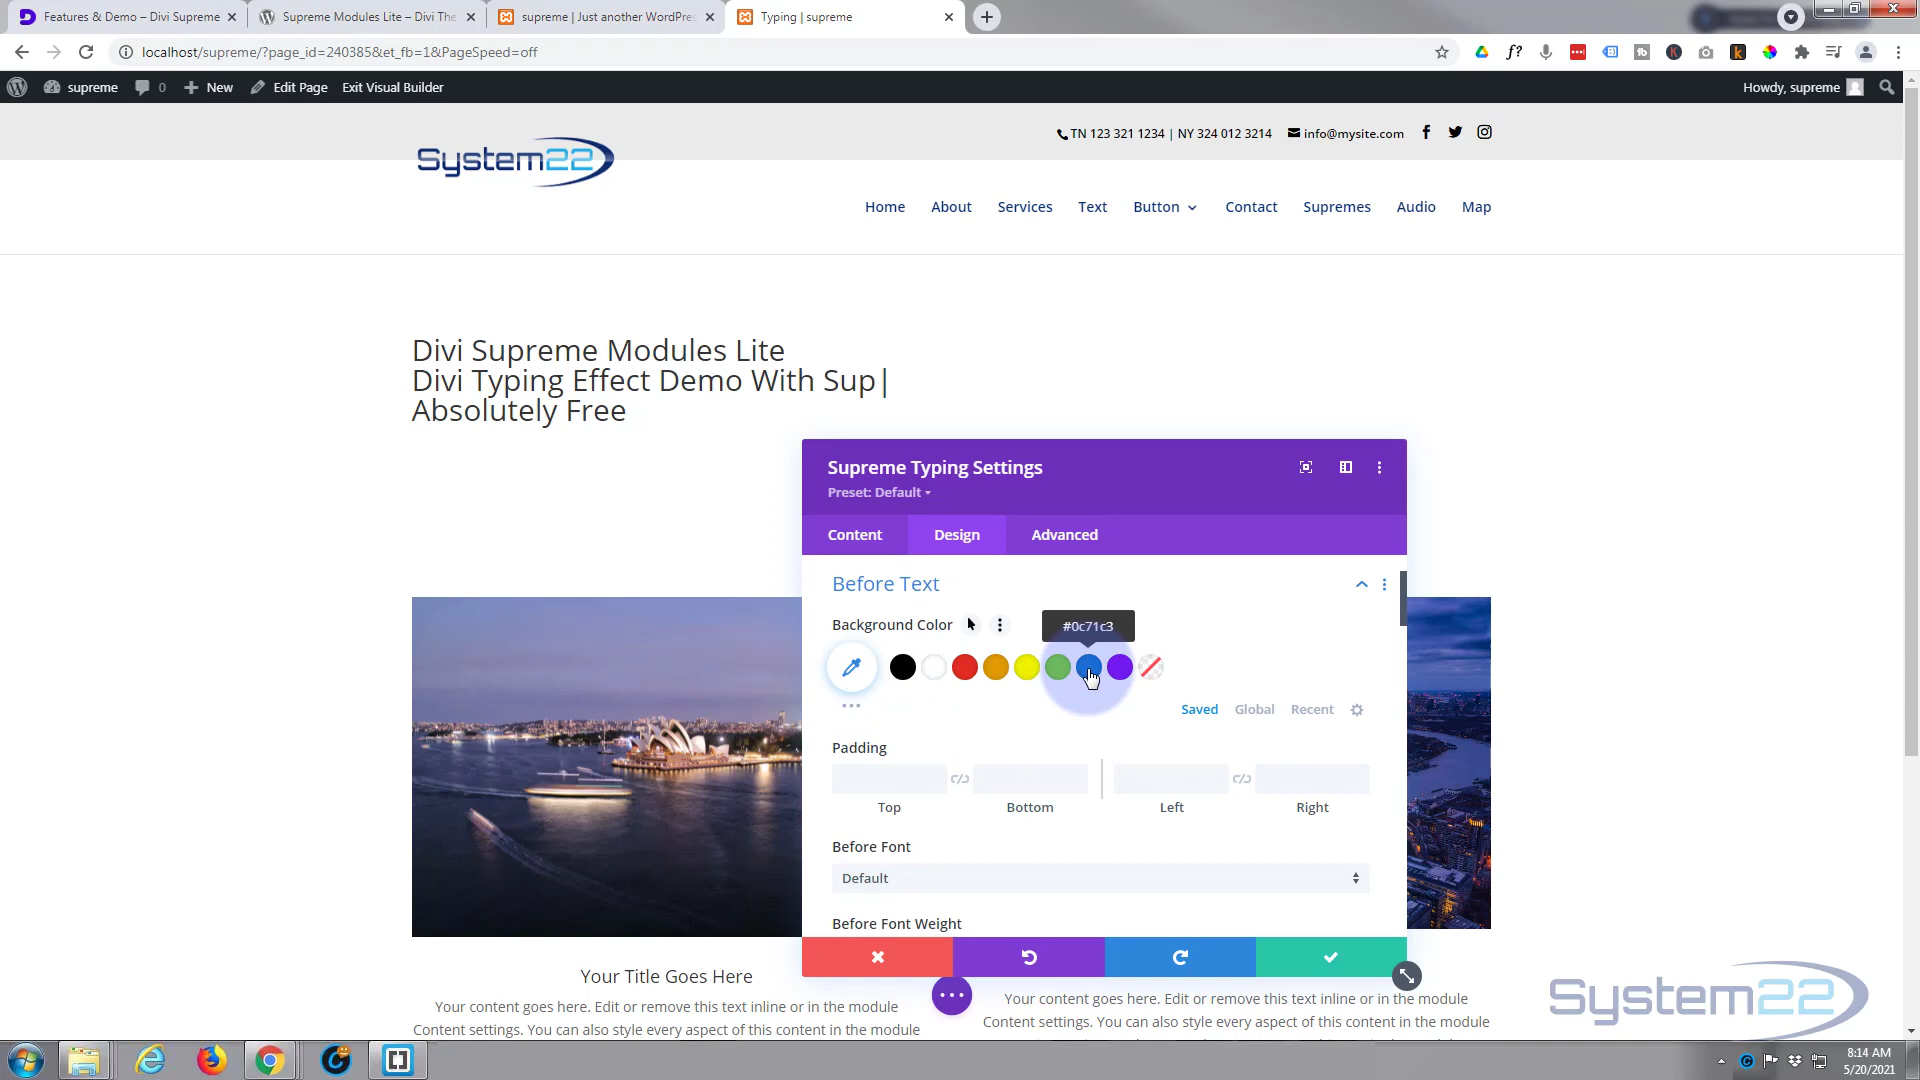 Features & Demo – Divi Supreme
Supreme Modules Lite – Divi The
supreme | Just another WordPres
Typing | supreme
localhost/supreme/?page_id=240385&et_fb=1&PageSpeed=off
supreme
0
New
Edit Page
Exit Visual Builder
Howdy, supreme
TN 123 321 1234 | NY 324 012 3214
info@mysite.com
System22
Home
About
Services
Text
Button
Contact
Supremes
Audio
Map
Divi Supreme Modules Lite
Divi Typing Effect Demo With Sup|
Absolutely Free
Supreme Typing Settings
Preset: Default
Content
Design
Advanced
Before Text
Background Color
#0c71c3
Saved
Global
Recent
Padding
Top
Bottom
Left
Right
Before Font
Default
Before Font Weight
Your Title Goes Here
Your content goes here. Edit or remove this text inline or in the module
Content settings. You can also style every aspect of this content in the module
Your content goes here. Edit or remove this text inline or in the module
Content settings. You can also style every aspect of this content in the module
System22
8:14 AM
5/20/2021